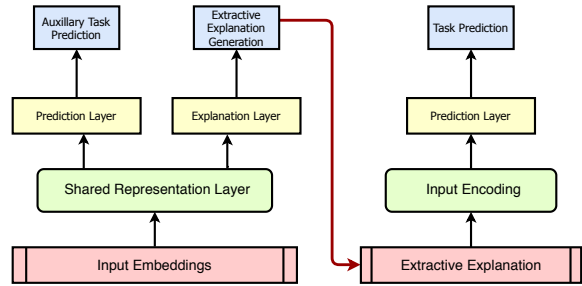 Auxillary Task
Prediction
Extractive
Explanation
Generation
Task Prediction
Prediction Layer
Explanation Layer
Prediction Layer
Shared Representation Layer
Input Encoding
Input Embeddings
Extractive Explanation